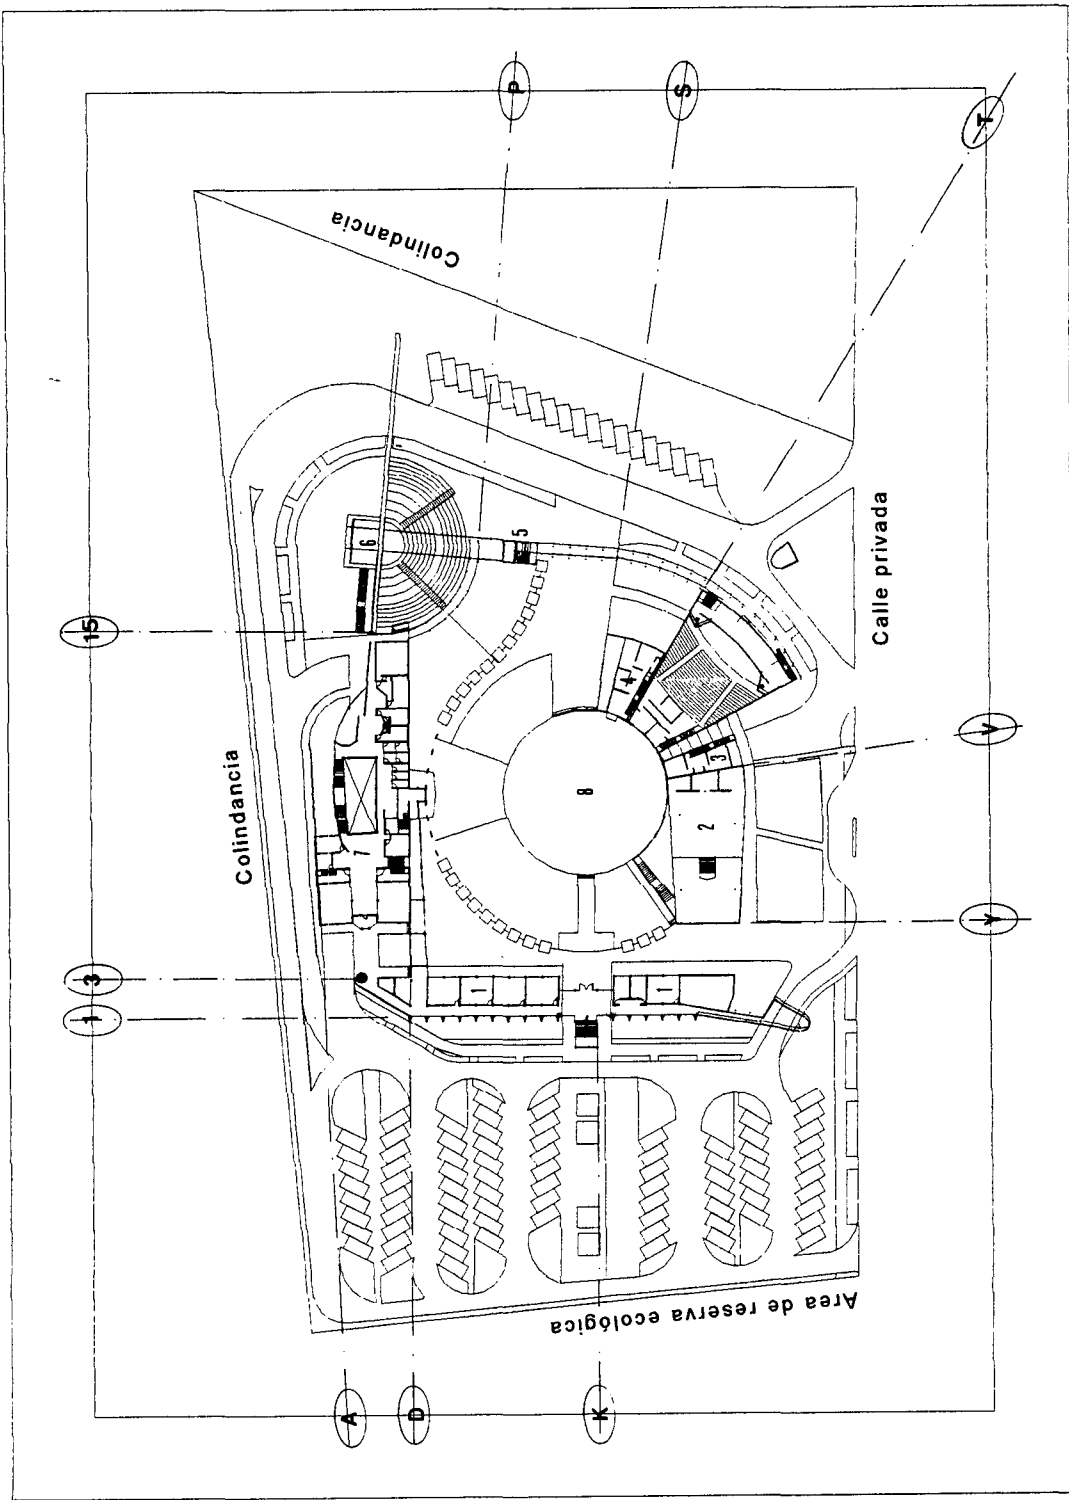 P
S
T
Colindancia
15
6
5
Colindancia
4
3
Calle privada
V
7
8
2
Y
3
1
1
1
Area de reserva ecológica
A
D
K